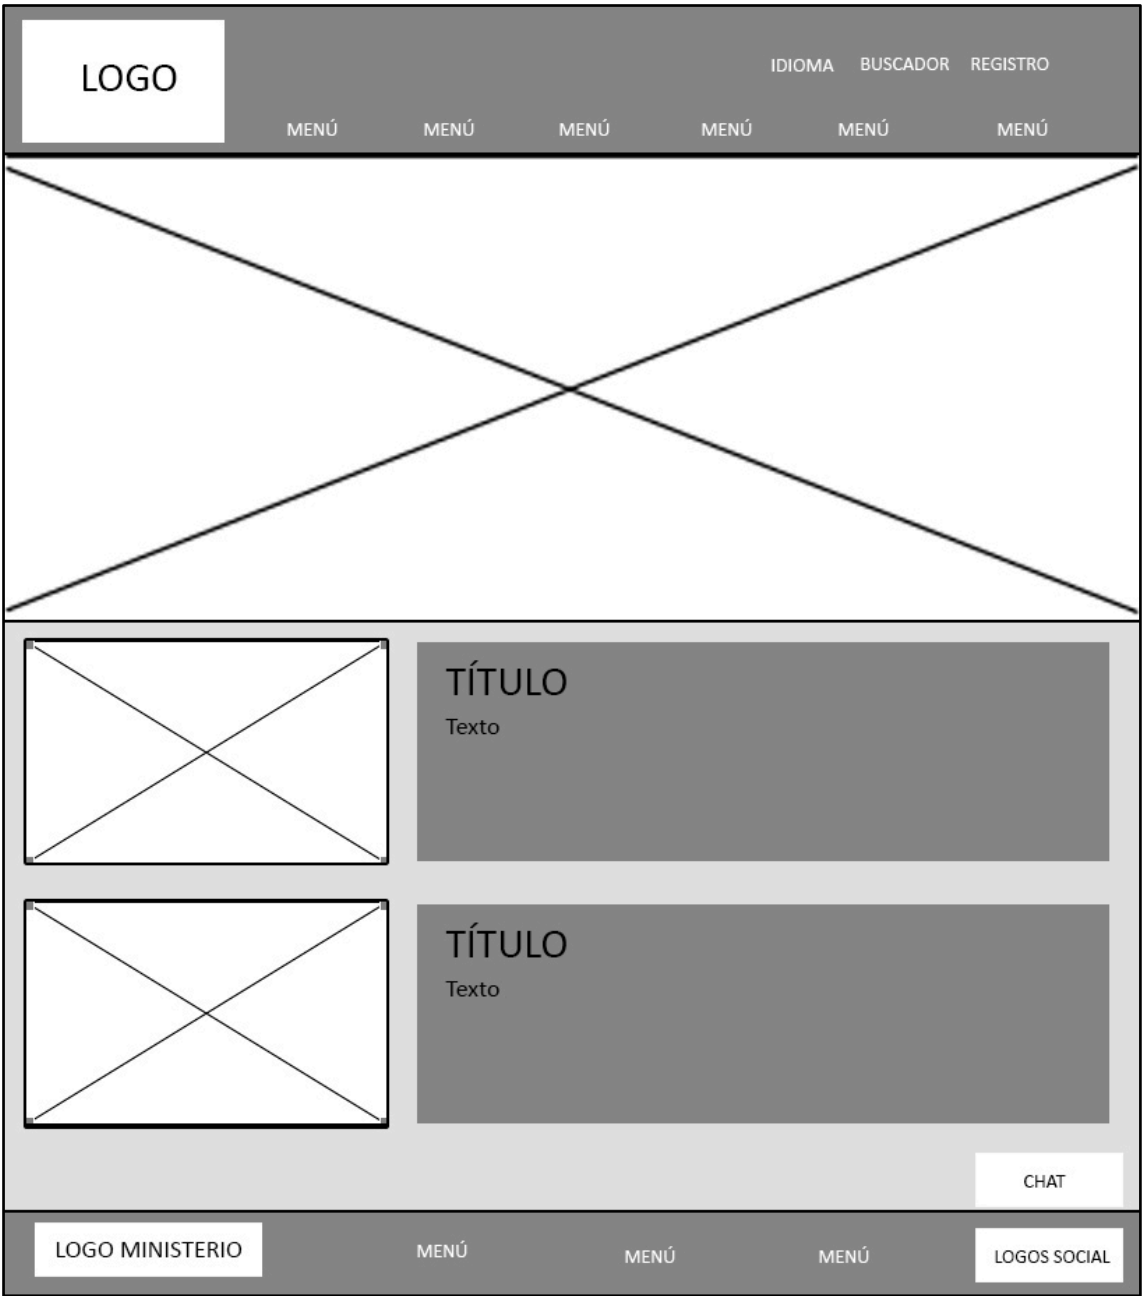 LOGO
IDIOMA BUSCADOR REGISTRO
MENÚ MENÚ MENÚ MENÚ MENÚ MENÚ
TÍTULO
Texto
TÍTULO
Texto
CHAT
LOGO MINISTERIO MENÚ MENÚ MENÚ LOGOS SOCIAL